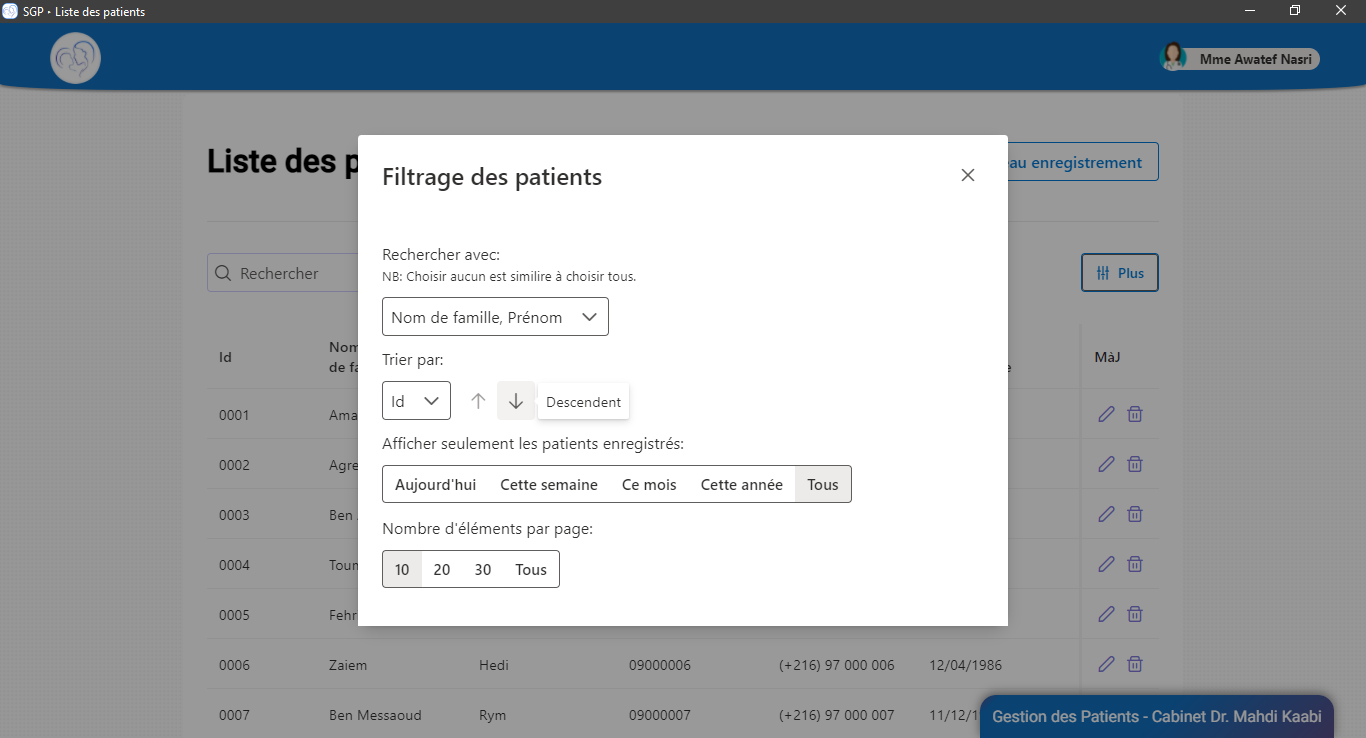 SGP • Liste des patients
Mme Awatef Nasri
Liste des p
au enregistrement
Filtrage des patients
Rechercher avec:
NB: Choisir aucun est similire à choisir tous.
Rechercher
Plus
Nom de famille, Prénom
Trier par:
Id
Nom
de fa
MàJ
Id
Descendent
0001
Ama
Afficher seulement les patients enregistrés:
0002
Agre
Aujourd'hui Cette semaine Ce mois Cette année Tous
0003
Ben
Nombre d'éléments par page:
0004
Toun
10 20 30 Tous
0005
Fehr
0006 Zaiem Hedi 09000006 (+216) 97 000 006 12/04/1986
0007 Ben Messaoud Rym 09000007 (+216) 97 000 007 11/12/1
Gestion des Patients - Cabinet Dr. Mahdi Kaabi